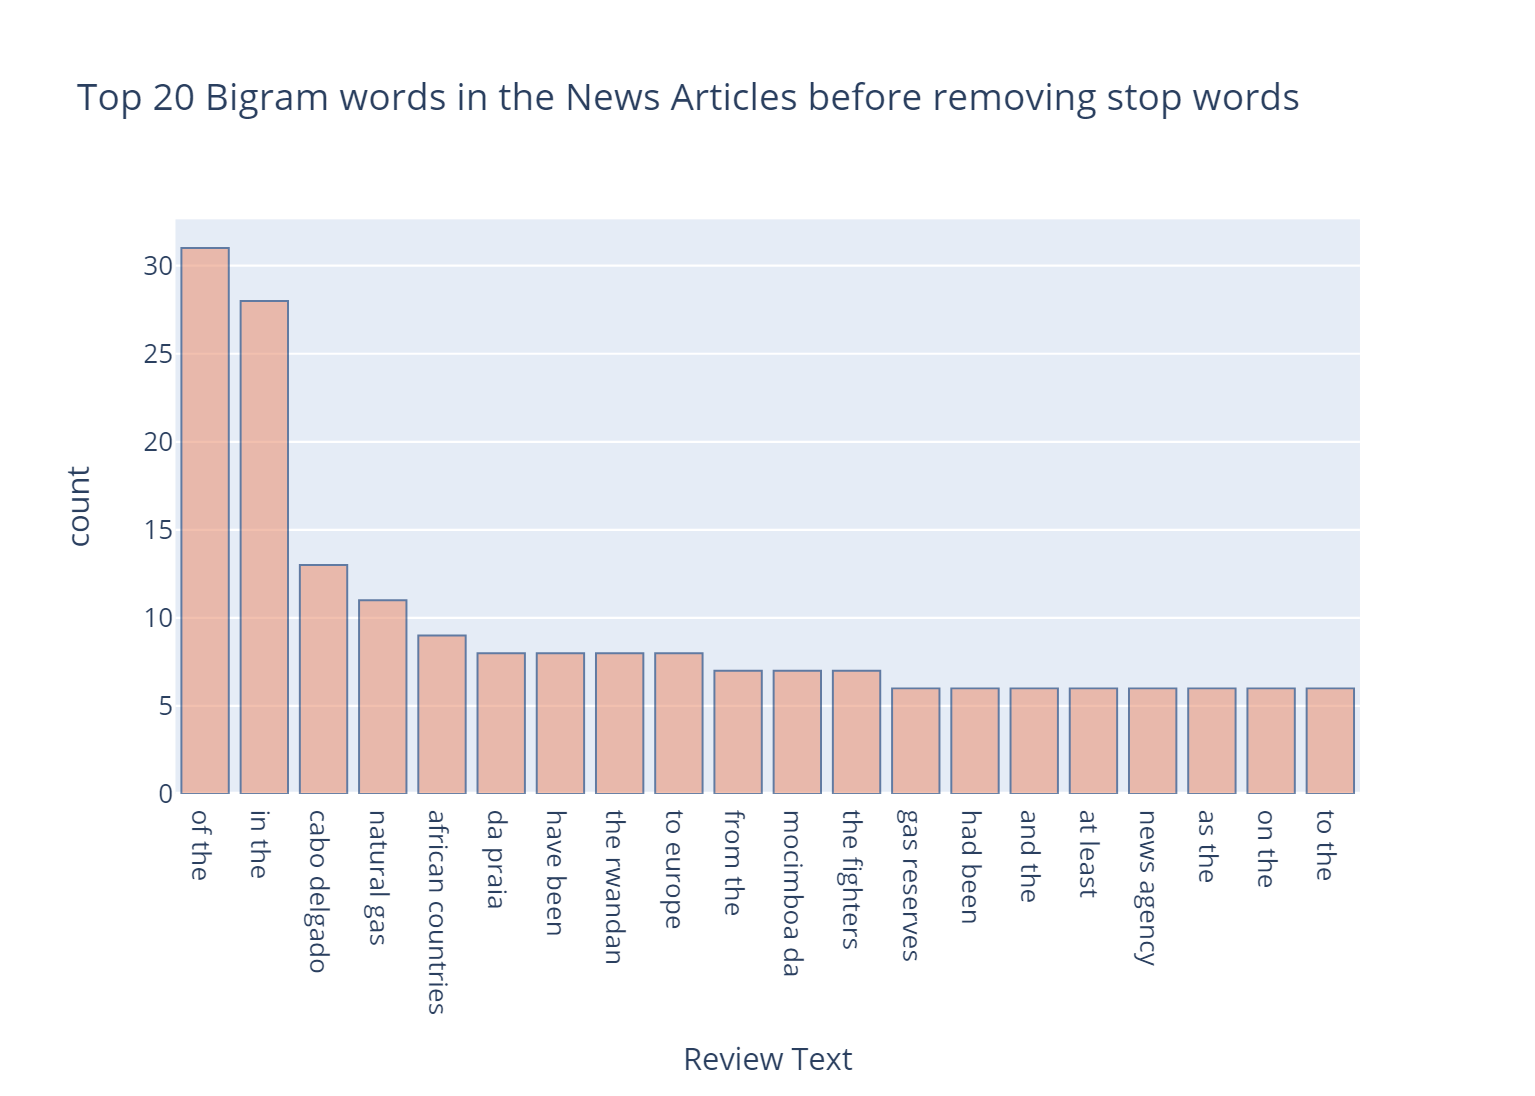 Top 20 Bigram words in the News Articles before removing stop words
count
30
25
20
15
10
5
0
of the
in the
cabo delgado
natural gas
african countries
da praia
have been
the rwandan
to europe
from the
mocimboa da
the fighters
gas reserves
had been
and the
at least
news agency
as the
on the
to the
Review Text